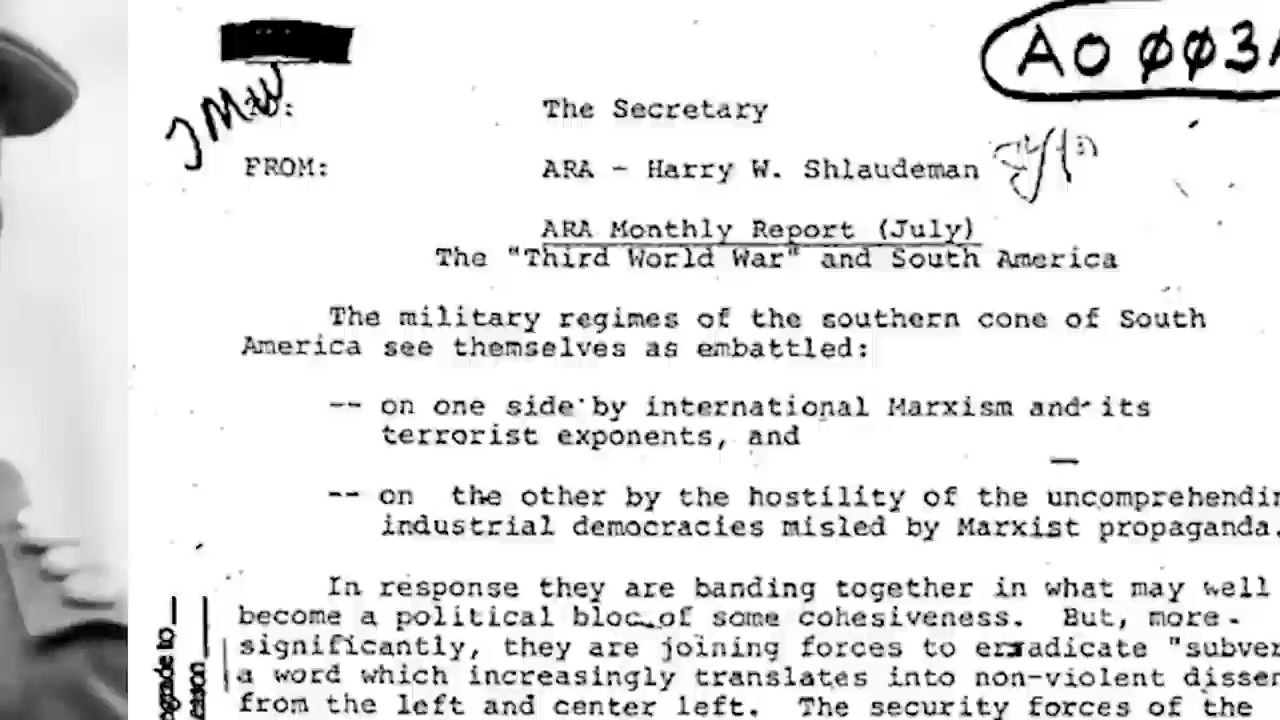 A0 ØØ3
JMW
The Secretary
FROM:
ARA - Harry W. Shlaudeman
ARA Monthly Report (July)
The "Third World War" and South America
The military regimes of the southern cone of South
America see themselves as embattled:
-- on one side by international Marxism and its
terrorist exponents, and
-- on the other by the hostility of the uncomprehendin
industrial democracies misled by Marxist propaganda.
In response they are banding together in what may well
become a political bloc of some cohesiveness. But, more
significantly, they are joining forces to eradicate "subver
a word which increasingly translates into non-violent dissen
from the left and center left. The security forces of the